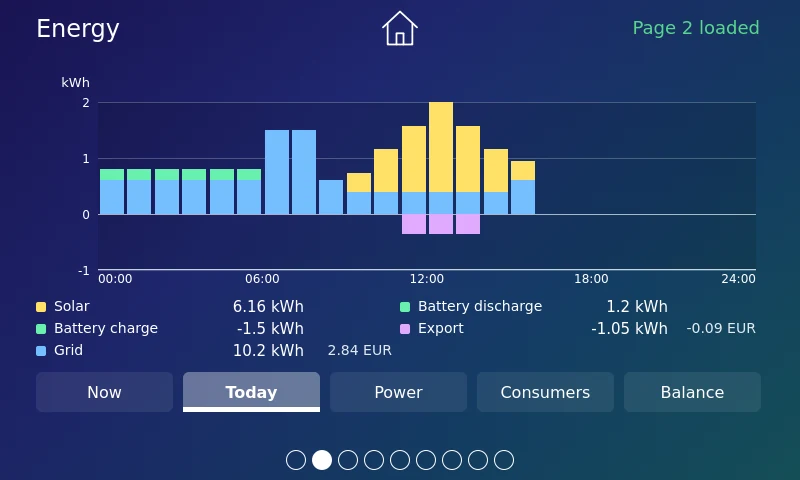 Energy
Page 2 loaded
kWh
2
1
0
-1
00:00 06:00 12:00 18:00 24:00
Solar 6.16 kWh Battery discharge 1.2 kWh
Battery charge -1.5 kWh Export -1.05 kWh -0.09 EUR
Grid 10.2 kWh 2.84 EUR
Now Today Power Consumers Balance